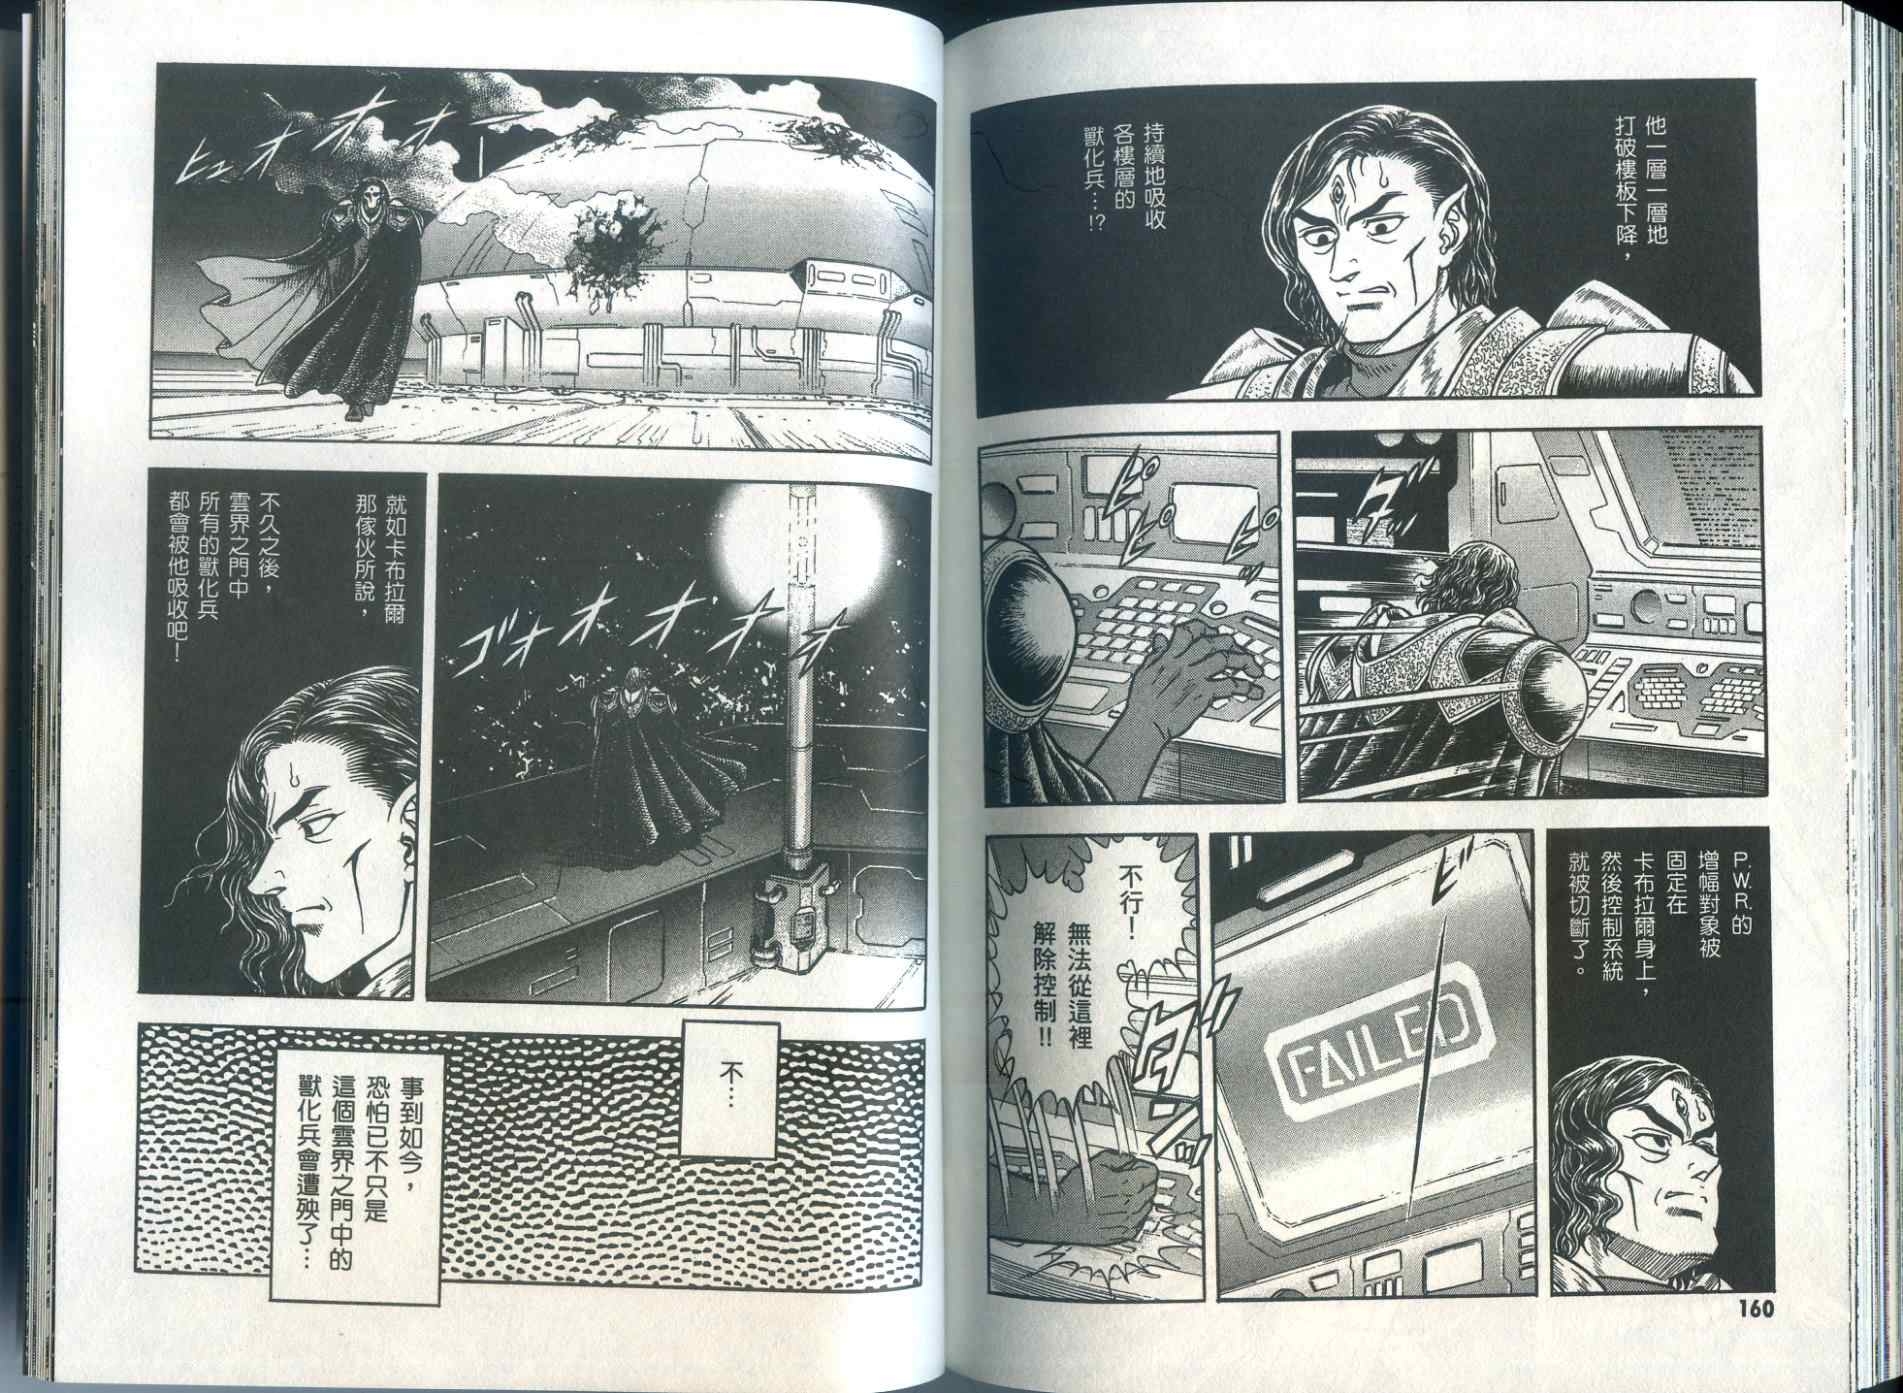 他一層一層地
打破樓板下降，
持續地吸收
各樓層的
獸化兵…!?
ダッ
P.W.R.的
增幅對象被
固定在
卡布拉爾身上，
然後控制系統
就被切斷了。
FAILED
不行！
無法從這裡
解除控制!!
160
ヒュオオオ
ゴオオオオオ
就如卡布拉爾
那傢伙所說，
不久之後，
雲界之門中
所有的獸化兵
都會被他吸收吧！
不…
事到如今，
恐怕已不只是
這個雲界之門中的
獸化兵會遭殃了…